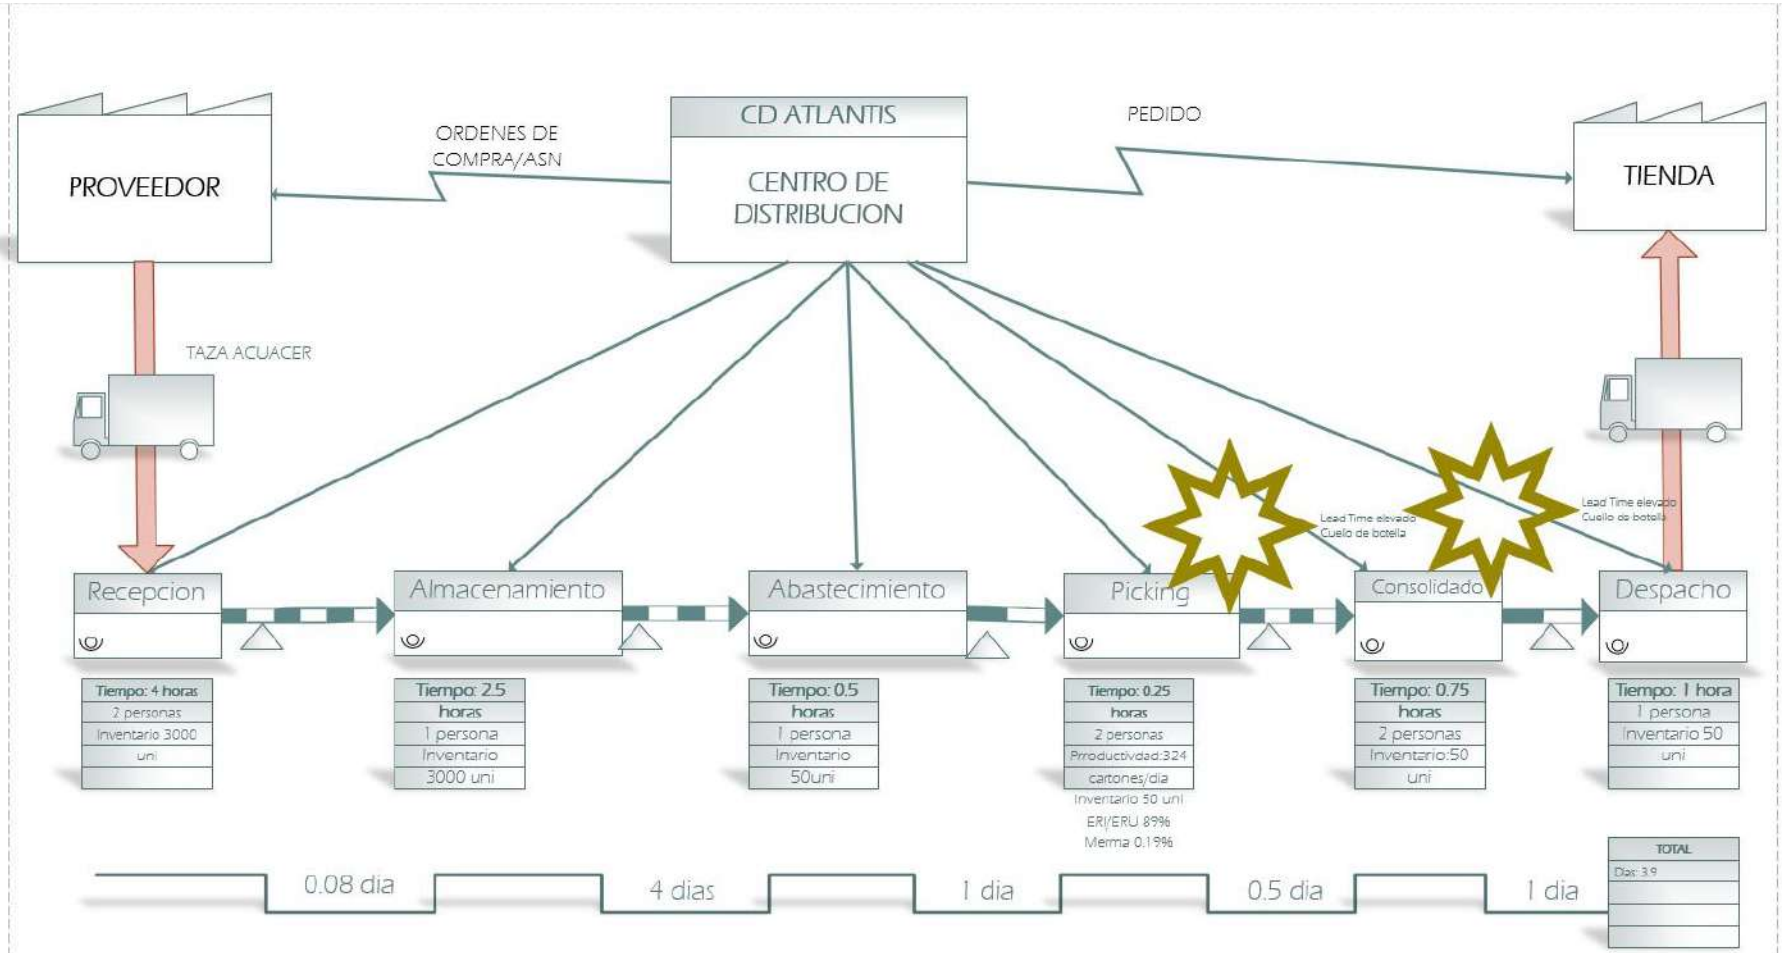 CD ATLANTIS
CENTRO DE
DISTRIBUCION
PROVEEDOR
ORDENES DE
COMPRA/ASN
PEDIDO
TIENDA
TAZA ACUACER
Lead Time elevado
Cuello de botella
Lead Time elevado
Cuello de botella
Recepcion
Almacenamiento
Abastecimiento
Picking
Consolidado
Despacho
Tiempo: 4 horas
2 personas
Inventario 3000
uni
Tiempo: 2.5
horas
1 persona
Inventario
3000 uni
Tiempo: 0.5
horas
1 persona
Inventario
50uni
Tiempo: 0.25
horas
2 personas
Prroductividad:324
cartones/dia
Inventario 50 uni
ERI/ERU 89%
Merma 0.19%
Tiempo: 0.75
horas
2 personas
Inventario:50
uni
Tiempo: 1 hora
1 persona
Inventario 50
uni
0.08 dia
4 dias
1 dia
0.5 dia
1 dia
TOTAL
Dias: 3.9